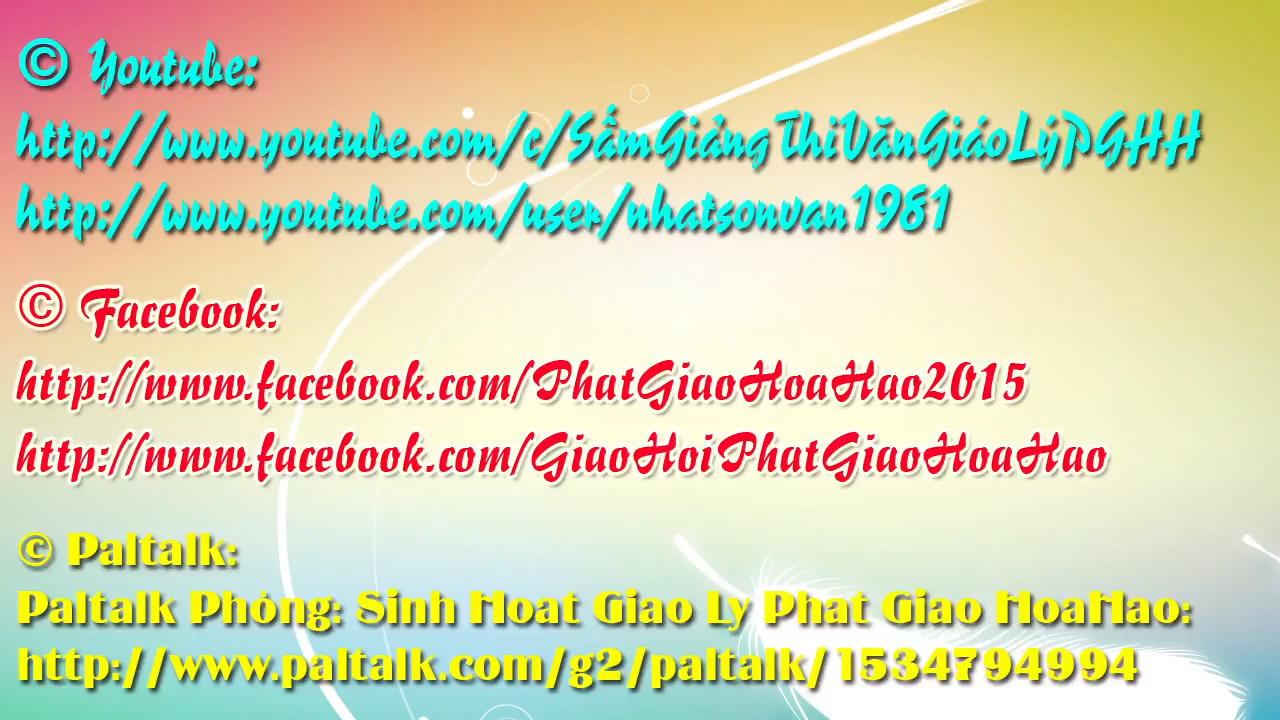 © Youtube:
http://www.youtube.com/c/SấmGiảngThiVănGiáoLýPGHH
http://www.youtube.com/user/nhatsonvan1981
© Facebook:
http://www.facebook.com/PhatGiaoHoaHao2015
http://www.facebook.com/GiaoHoiPhatGiaoHoaHao
© Paltalk:
Paltalk Phòng: Sinh Hoat Giao Ly Phat Giao HoaHao:
http://www.paltalk.com/g2/paltalk/1534794994